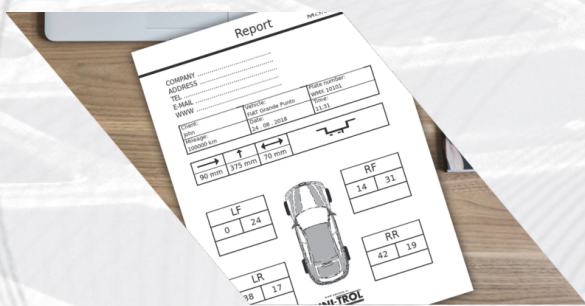 Report
COMPANY
ADDRESS
TEL
E-MAIL
WWW
Client: Vehicle: Plate number:
John FIAT Grande Punto WMX 10101
Mileage: Date: Time:
100000 km 24 . 08 . 2018 11:31
90 mm 375 mm 70 mm
LF RF
0 24 14 31
LR RR
38 17 42 19
UNI-TROL